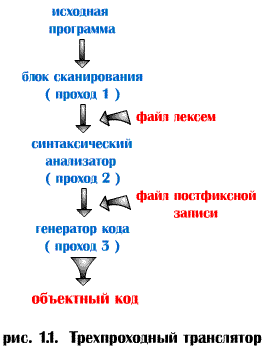 исходная
программа
блок сканирования
( проход 1 )
файл лексем
синтаксический
анализатор
( проход 2 )
файл постфиксной
записи
генератор кода
( проход 3 )
объектный код
рис. 1.1. Трехпроходный транслятор